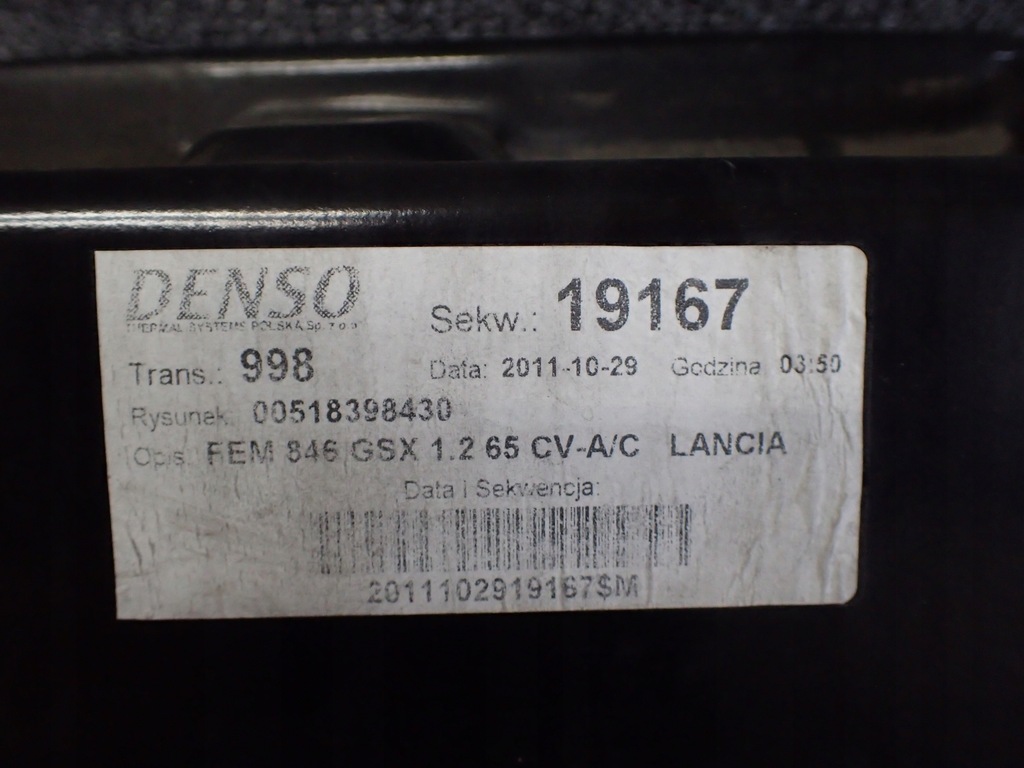 DENSO
THERMAL SYSTEMS POLSKA Sp. z o.o
Sekw.: 19167
Trans.: 998
Data: 2011-10-29 Godzina 03:50
Rysunek: 00518398430
Opis: FEM 846 GSX 1.2 65 CV-A/C LANCIA
Data i Sekwencja:
2011102919167$M